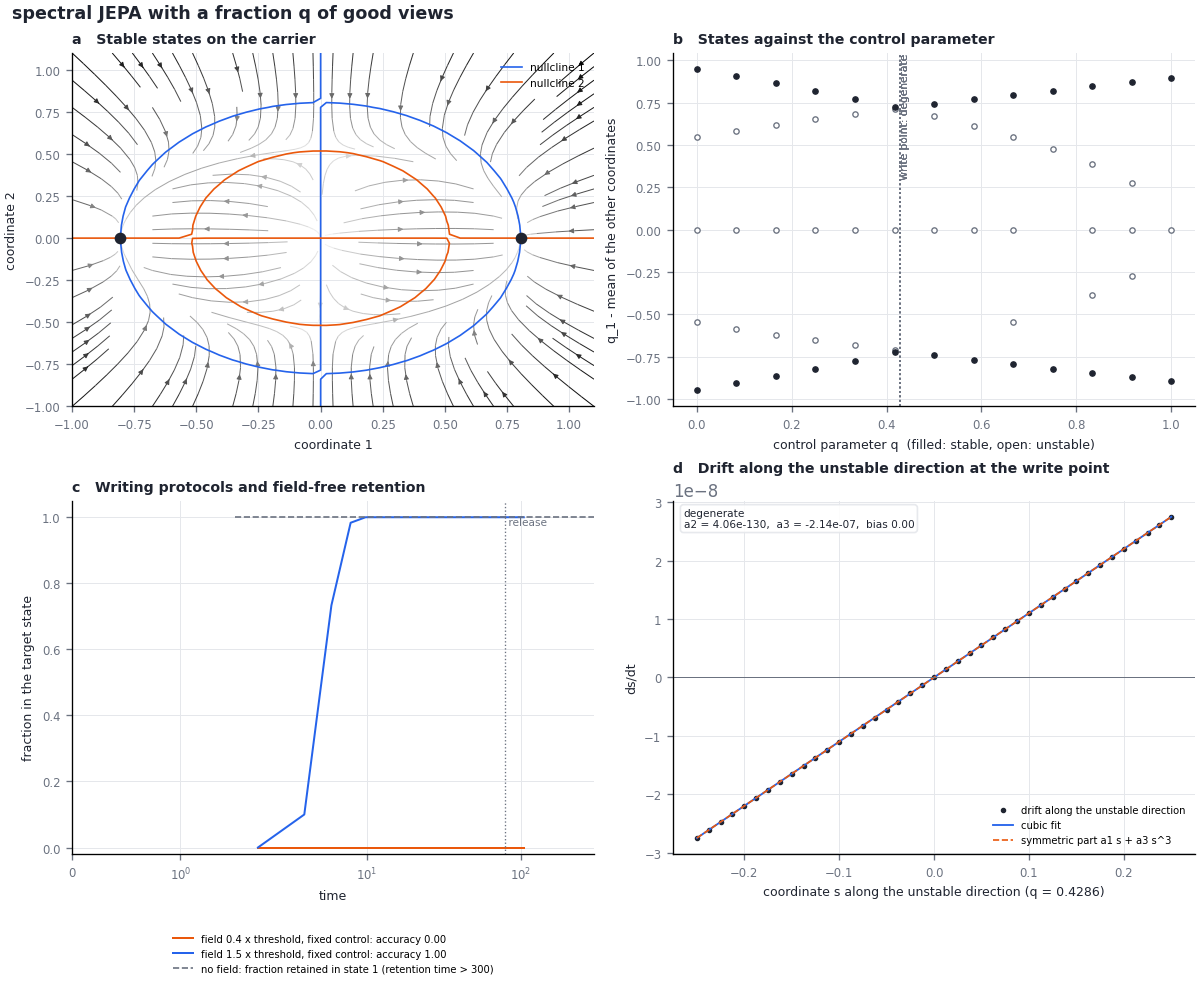 spectral JEPA with a fraction q of good views
a Stable states on the carrier
1.00
0.75
0.50
0.25
0.00
−0.25
−0.50
−0.75
−1.00
coordinate 2
nullcline 1
nullcline 2
−1.00 −0.75 −0.50 −0.25 0.00 0.25 0.50 0.75 1.00
coordinate 1
b States against the control parameter
1.00
0.75
0.50
0.25
0.00
−0.25
−0.50
−0.75
−1.00
q_1 - mean of the other coordinates
write point: degenerate
0.0 0.2 0.4 0.6 0.8 1.0
control parameter q (filled: stable, open: unstable)
c Writing protocols and field-free retention
1.0
0.8
0.6
0.4
0.2
0.0
fraction in the target state
release
0 10^0 10^1 10^2
time
field 0.4 x threshold, fixed control: accuracy 0.00
field 1.5 x threshold, fixed control: accuracy 1.00
no field: fraction retained in state 1 (retention time > 300)
d Drift along the unstable direction at the write point
1e−8
3
2
1
0
−1
−2
−3
ds/dt
degenerate
a2 = 4.06e-130, a3 = -2.14e-07, bias 0.00
drift along the unstable direction
cubic fit
symmetric part a1 s + a3 s^3
−0.2 −0.1 0.0 0.1 0.2
coordinate s along the unstable direction (q = 0.4286)